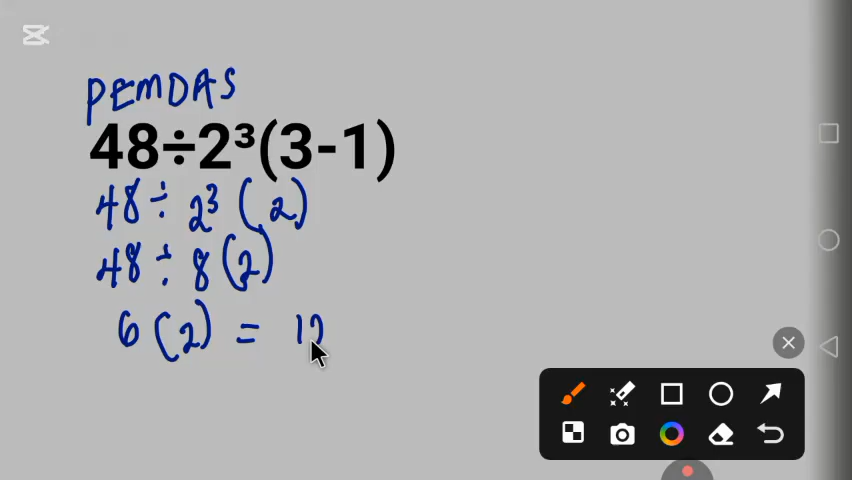 PEMDAS
48÷2³(3-1)
48 ÷ 2³ (2)
48 ÷ 8 (2)
6 (2) = 12